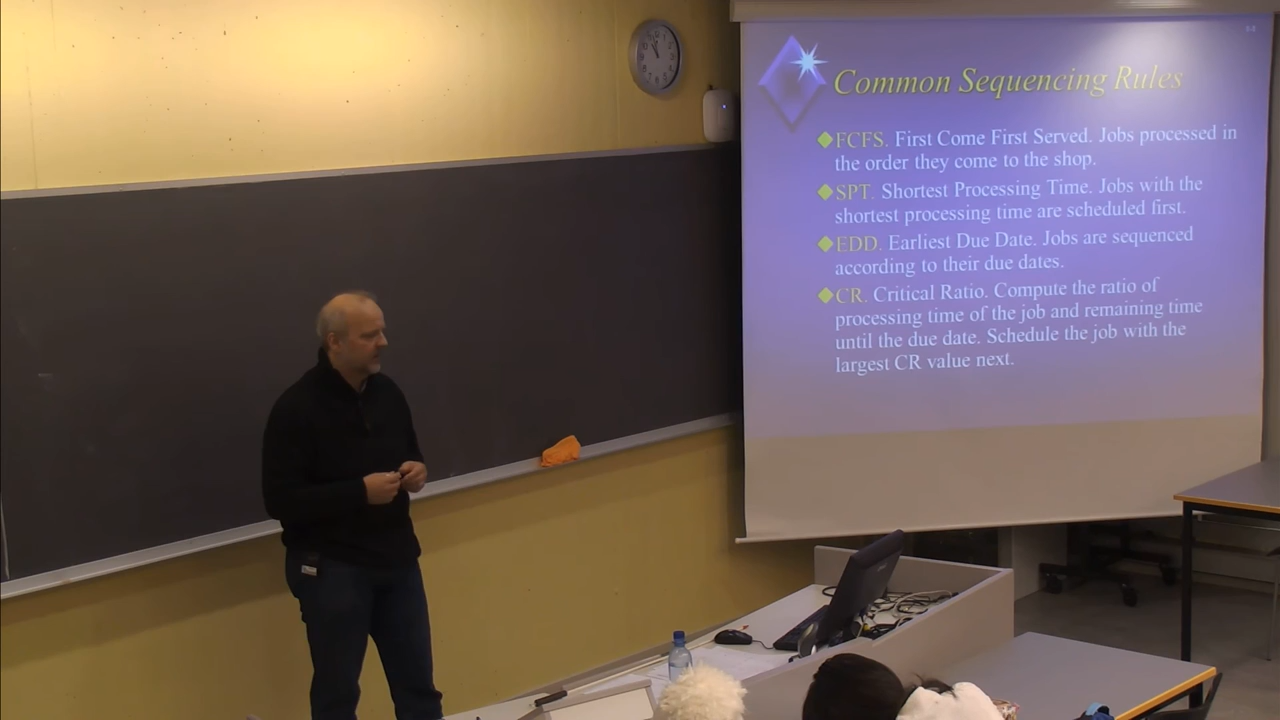 Common Sequencing Rules
FCFS. First Come First Served. Jobs processed in
the order they come to the shop.
SPT. Shortest Processing Time. Jobs with the
shortest processing time are scheduled first.
EDD. Earliest Due Date. Jobs are sequenced
according to their due dates.
CR. Critical Ratio. Compute the ratio of
processing time of the job and remaining time
until the due date. Schedule the job with the
largest CR value next.